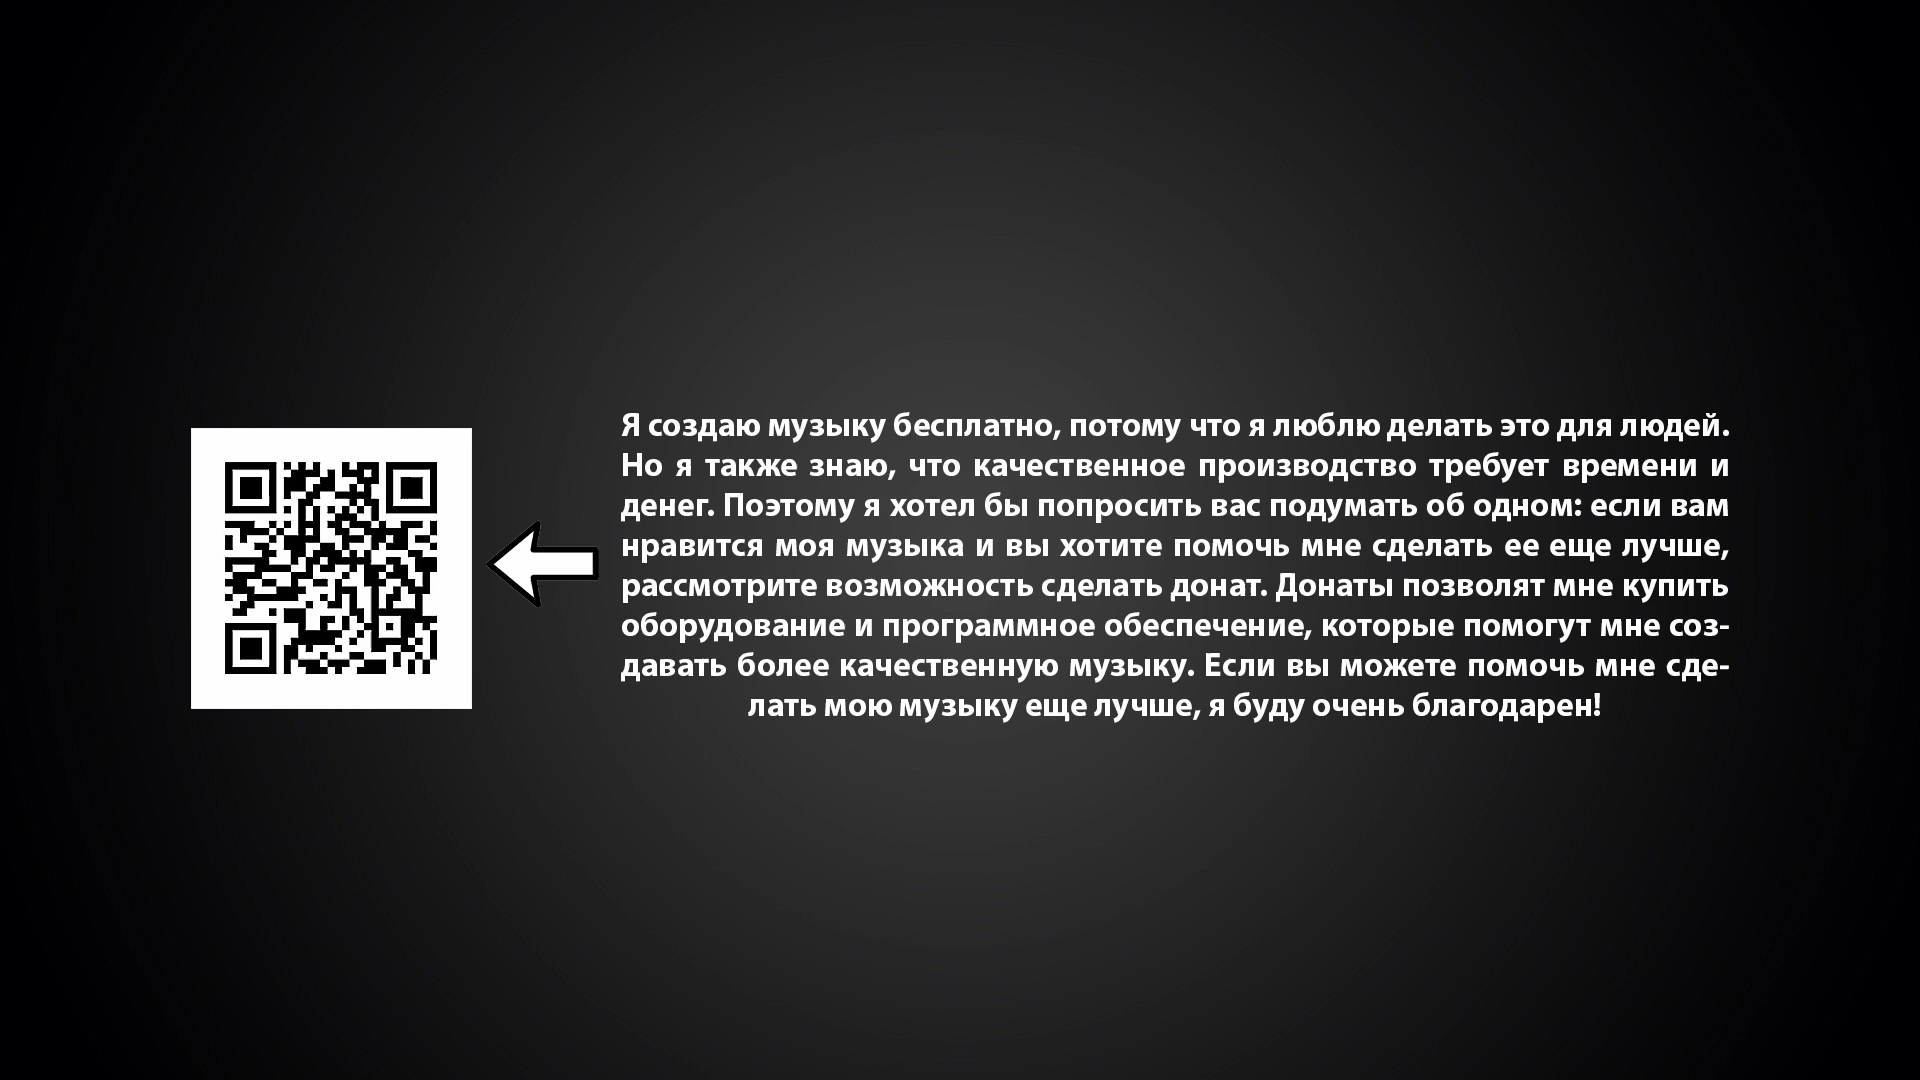 Я создаю музыку бесплатно, потому что я люблю делать это для людей.
Но я также знаю, что качественное производство требует времени и
денег. Поэтому я хотел бы попросить вас подумать об одном: если вам
нравится моя музыка и вы хотите помочь мне сделать ее еще лучше,
рассмотрите возможность сделать донат. Донаты позволят мне купить
оборудование и программное обеспечение, которые помогут мне соз-
давать более качественную музыку. Если вы можете помочь мне сде-
лать мою музыку еще лучше, я буду очень благодарен!